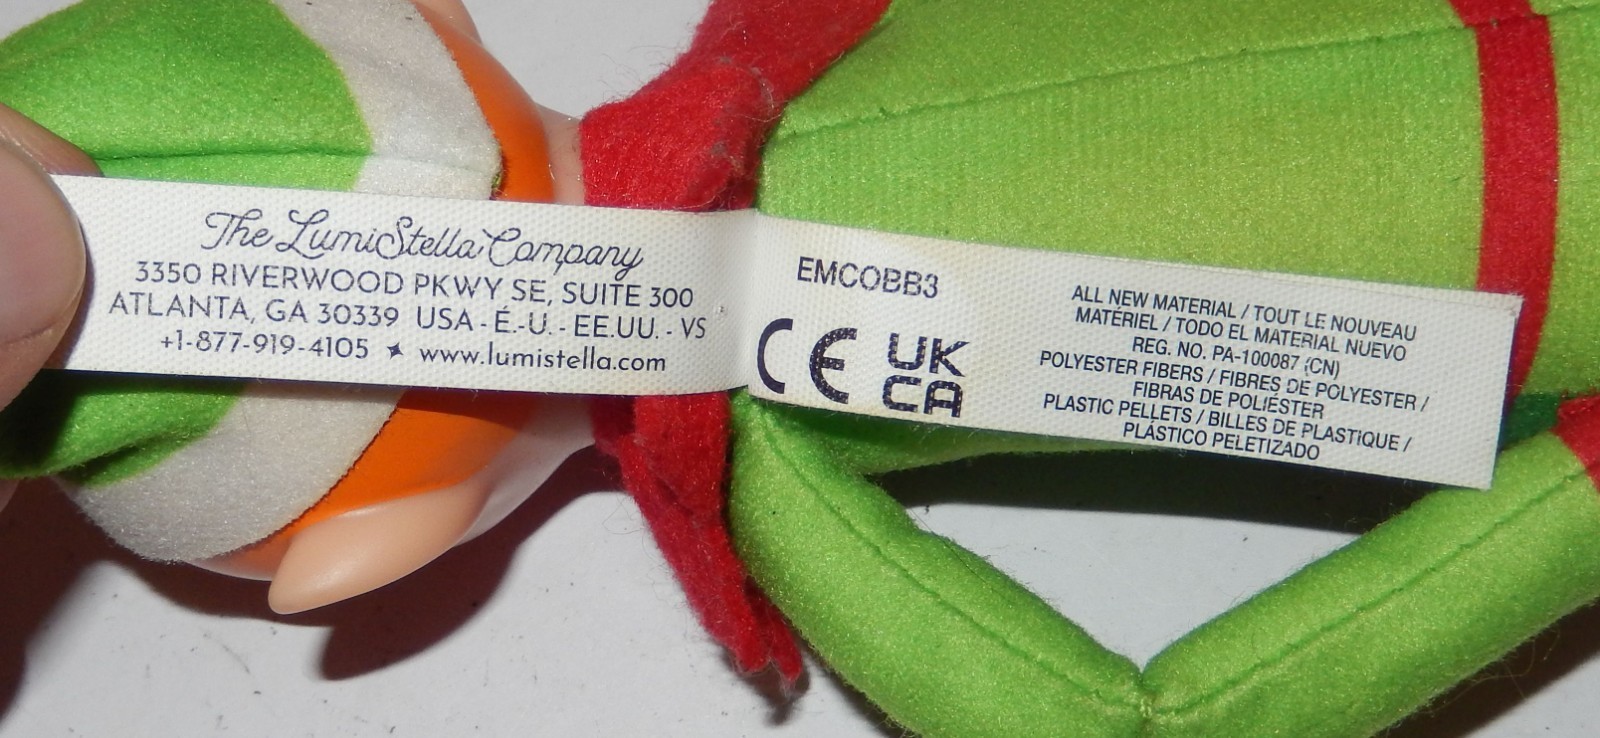 The LumiStella Company
3350 RIVERWOOD PKWY SE, SUITE 300
ATLANTA, GA 30339 USA - É.-U. - EE.UU. - VS
+1-877-919-4105 ✦ www.lumistella.com
EMCOBB3
CE UK
CA
ALL NEW MATERIAL / TOUT LE NOUVEAU
MATÉRIEL / TODO EL MATERIAL NUEVO
REG. NO. PA-100087 (CN)
POLYESTER FIBERS / FIBRES DE POLYESTER /
FIBRAS DE POLIÉSTER
PLASTIC PELLETS / BILLES DE PLASTIQUE /
PLÁSTICO PELETIZADO